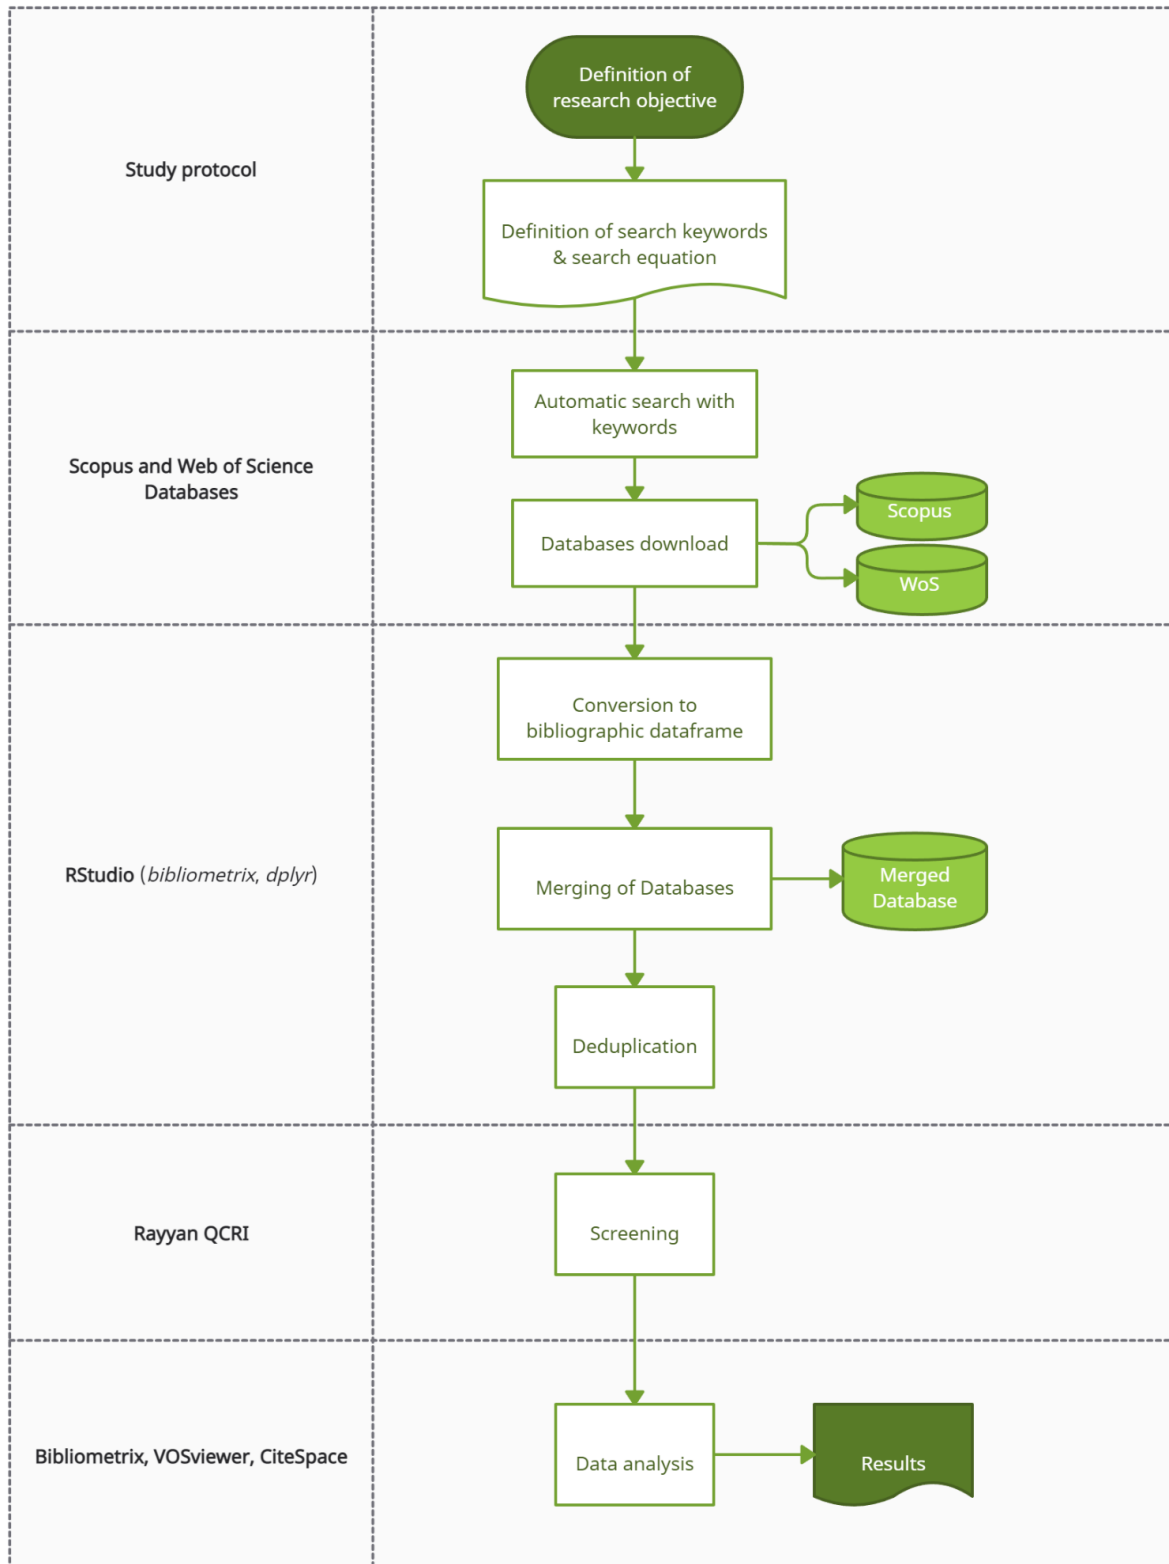 Study protocol
Definition of
research objective
Definition of search keywords
& search equation
Scopus and Web of Science
Databases
Automatic search with
keywords
Databases download
Scopus
WoS
RStudio (bibliometrix, dplyr)
Conversion to
bibliographic dataframe
Merging of Databases
Merged
Database
Deduplication
Rayyan QCRI
Screening
Bibliometrix, VOSviewer, CiteSpace
Data analysis
Results